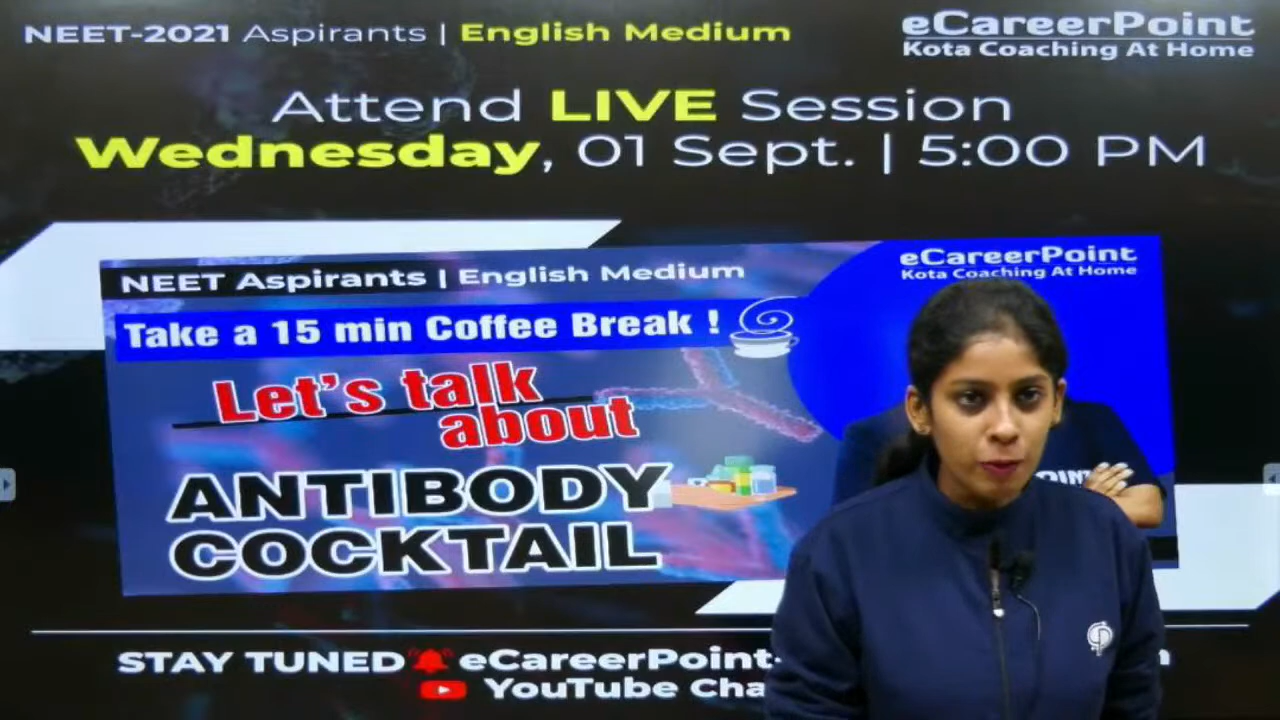 NEET-2021 Aspirants | English Medium
eCareerPoint
Kota Coaching At Home
Attend LIVE Session
Wednesday, 01 Sept. | 5:00 PM
eCareerPoint
Kota Coaching At Home
NEET Aspirants | English Medium
Take a 15 min Coffee Break !
Let's talk
about
ANTIBODY
COCKTAIL
STAY TUNED eCareerPoint-
YouTube